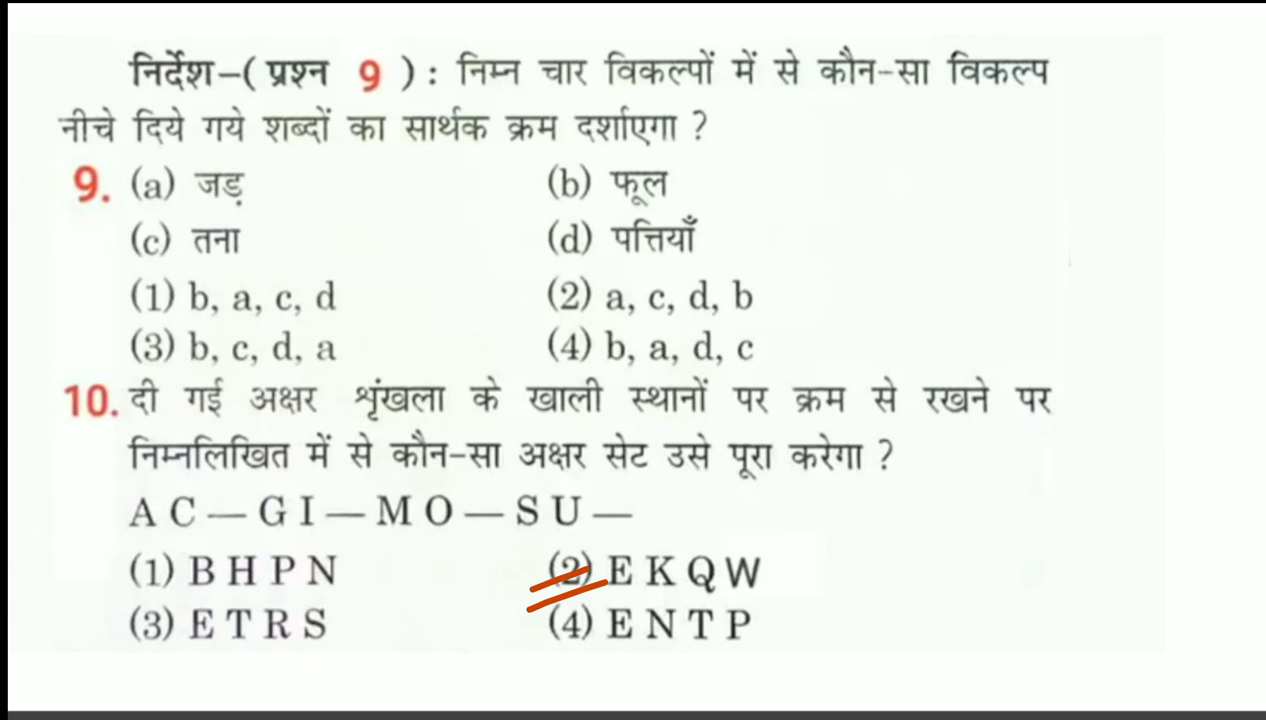 निर्देश–( प्रश्न 9 ) : निम्न चार विकल्पों में से कौन-सा विकल्प
नीचे दिये गये शब्दों का सार्थक क्रम दर्शाएगा ?
9. (a) जड़ (b) फूल
(c) तना (d) पत्तियाँ
(1) b, a, c, d (2) a, c, d, b
(3) b, c, d, a (4) b, a, d, c
10. दी गई अक्षर शृंखला के खाली स्थानों पर क्रम से रखने पर
निम्नलिखित में से कौन-सा अक्षर सेट उसे पूरा करेगा ?
A C — G I — M O — S U —
(1) B H P N (2) E K Q W
(3) E T R S (4) E N T P